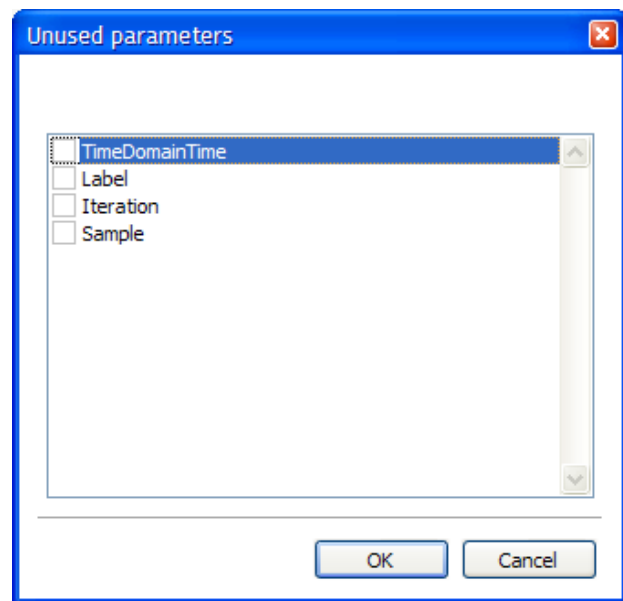 Unused parameters
TimeDomainTime
Label
Iteration
Sample
OK
Cancel